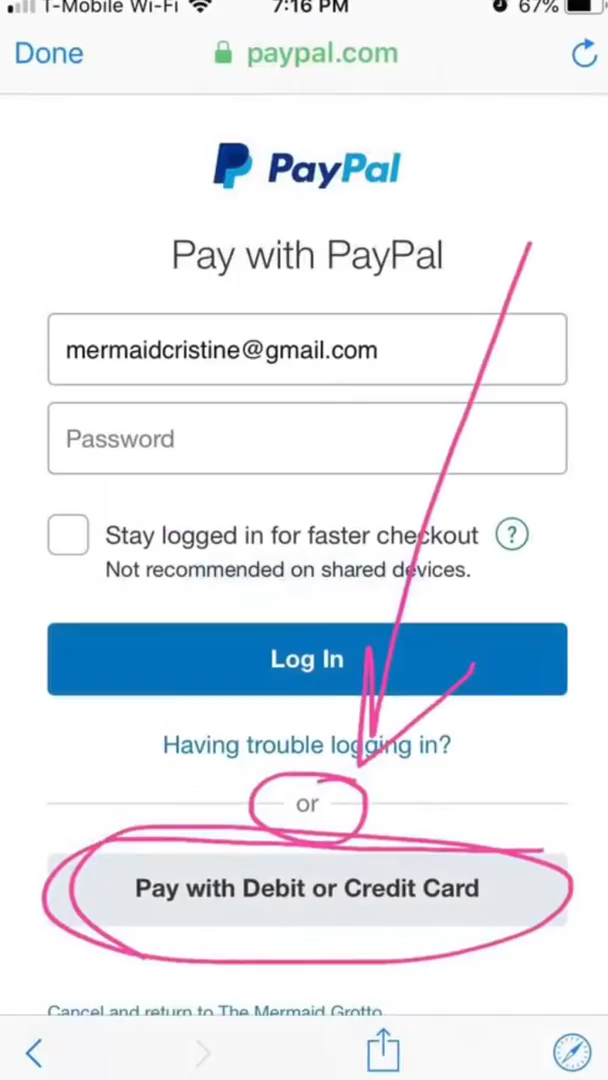 T-Mobile Wi-Fi 7:16 PM 67%
Done paypal.com
PayPal
Pay with PayPal
mermaidcristine@gmail.com
Password
Stay logged in for faster checkout ?
Not recommended on shared devices.
Log In
Having trouble logging in?
or
Pay with Debit or Credit Card
Cancel and return to The Mermaid Grotto